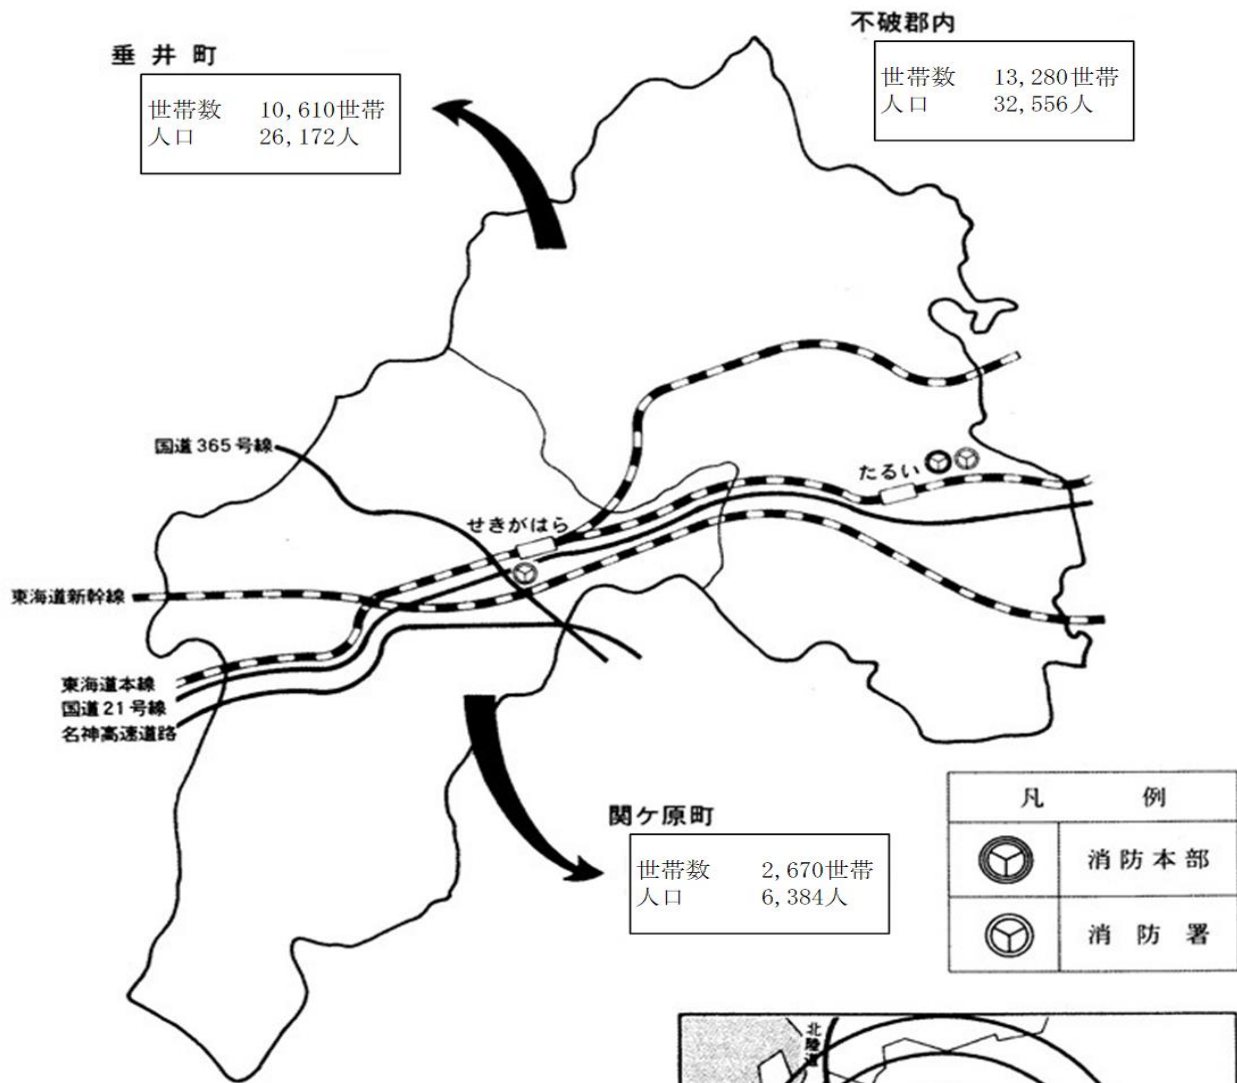 不破郡内
世帯数 13,280世帯
人口 32,556人
垂井町
世帯数 10,610世帯
人口 26,172人
国道365号線
たるい
せきがはら
東海道新幹線
東海道本線
国道21号線
名神高速道路
関ケ原町
世帯数 2,670世帯
人口 6,384人
凡例
消防本部
消防署
北陸道